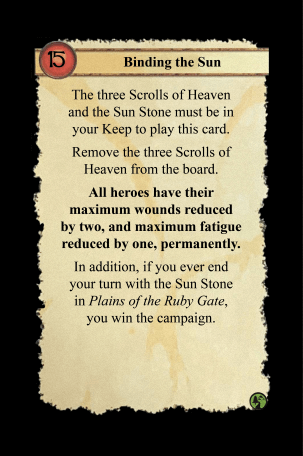 15
Binding the Sun
The three Scrolls of Heaven
and the Sun Stone must be in
your Keep to play this card.
Remove the three Scrolls of
Heaven from the board.
All heroes have their
maximum wounds reduced
by two, and maximum fatigue
reduced by one, permanently.
In addition, if you ever end
your turn with the Sun Stone
in Plains of the Ruby Gate,
you win the campaign.